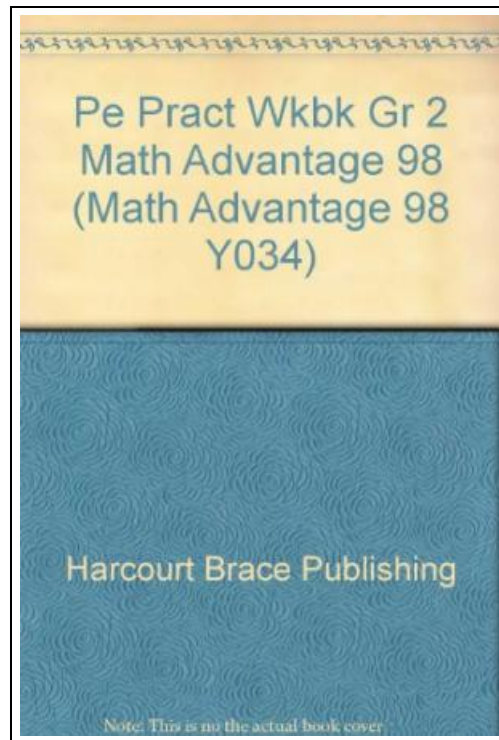 Pe Pract Wkbk Gr 2
Math Advantage 98
(Math Advantage 98
Y034)
Harcourt Brace Publishing
Note: This is no the actual book cover